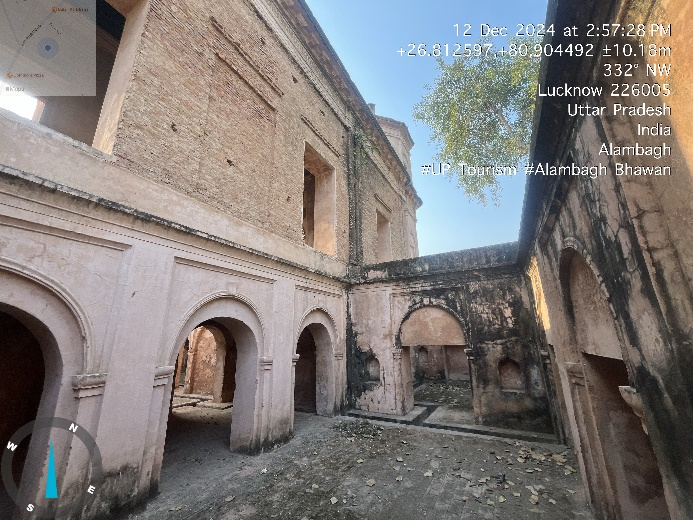 12 Dec 2024 at 2:57:28 PM
+26.812597,+80.904492 ±10.18m
332° NW
Lucknow 226005
Uttar Pradesh
India
Alambagh
#UP Tourism #Alambagh Bhawan
N
W
E
S